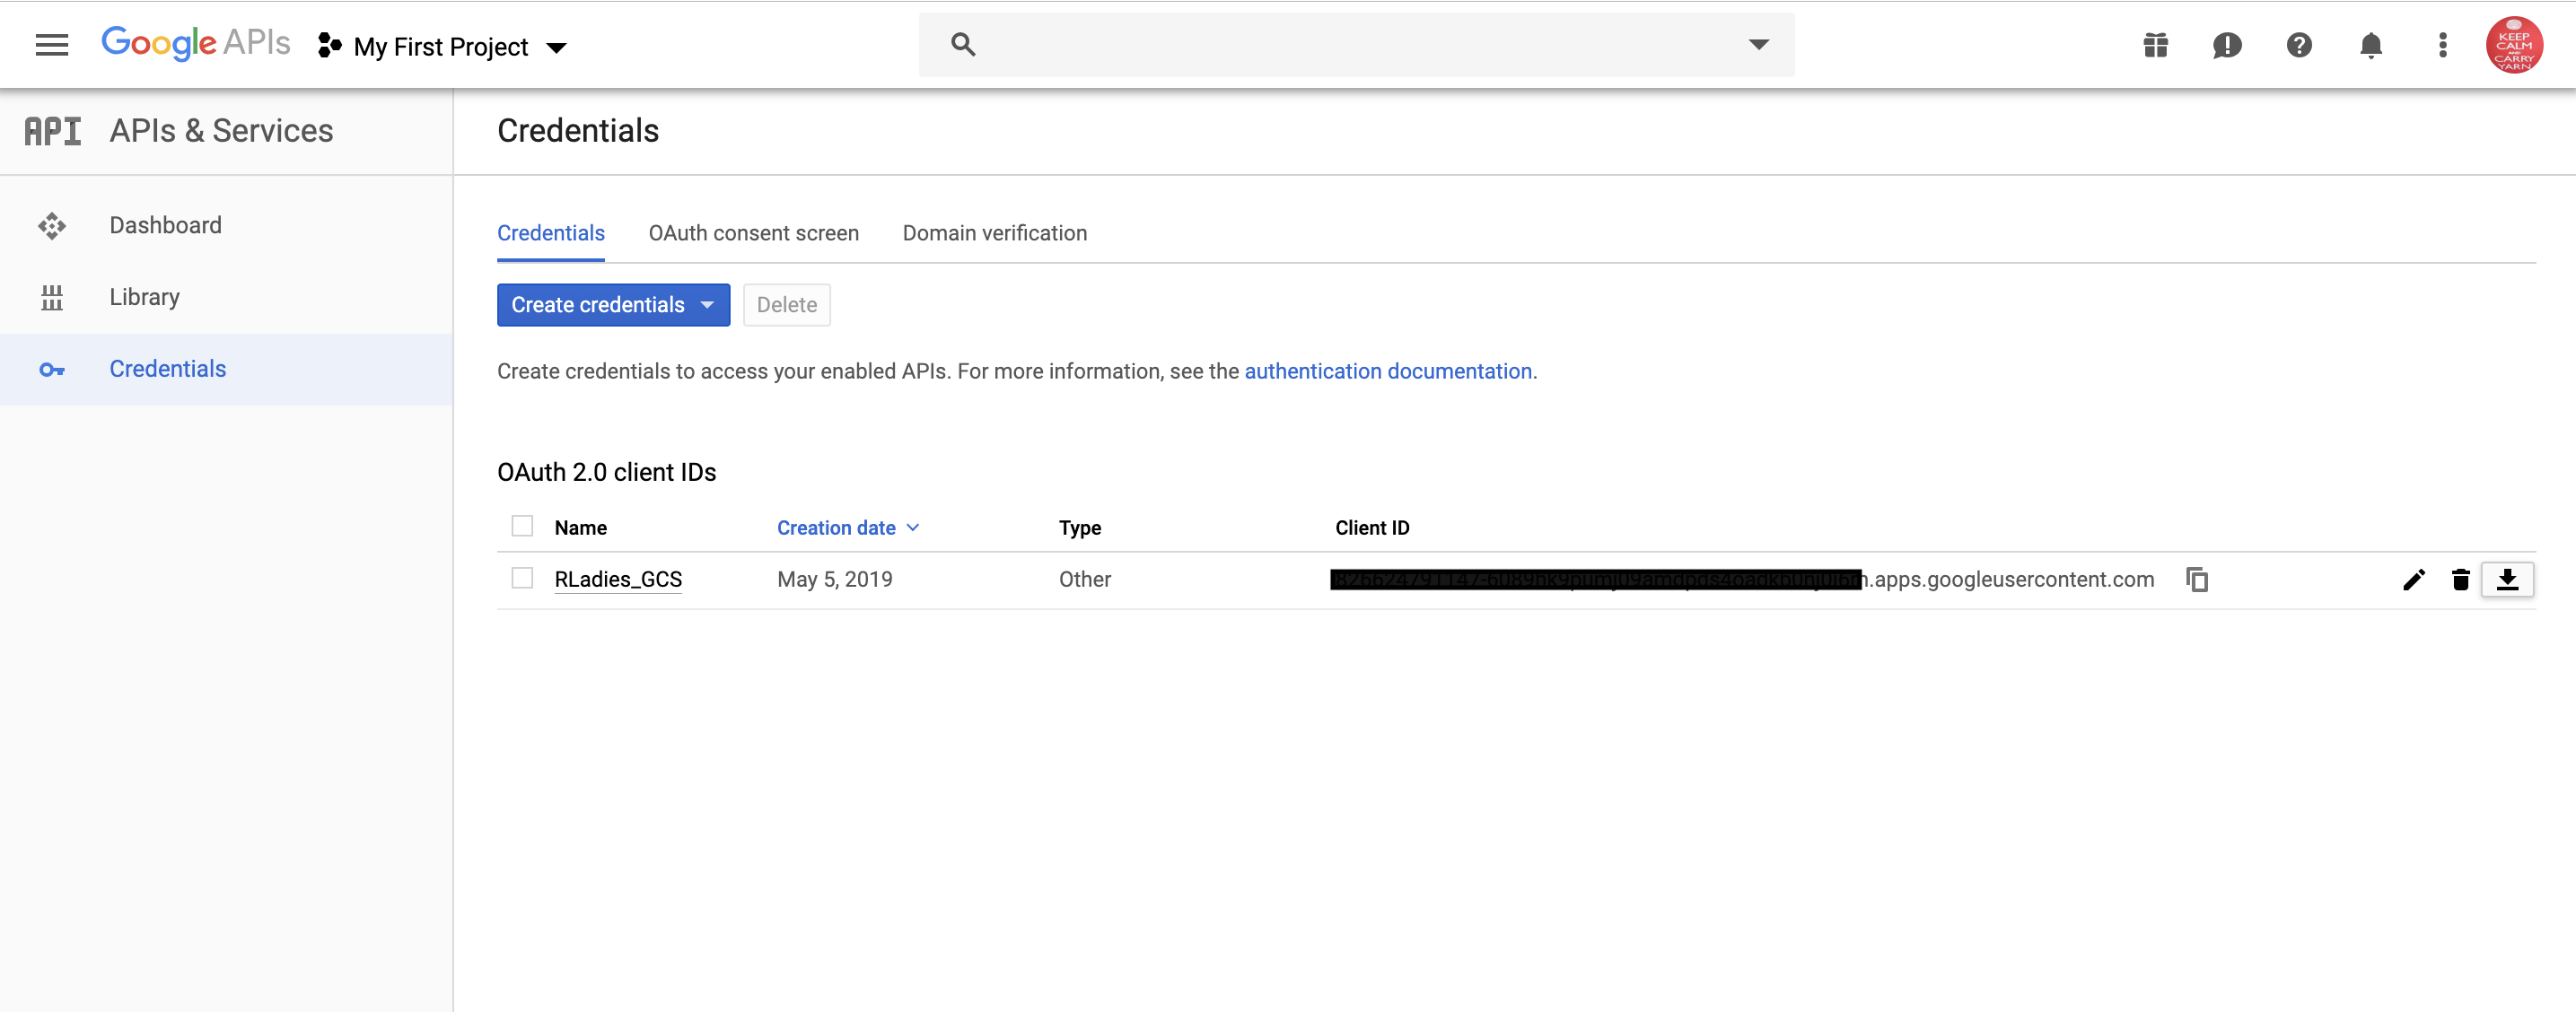 Google APIs My First Project
KEEP
CALM
AND
CARRY
YARN
API APIs & Services
Credentials
Dashboard
Library
Credentials
Credentials OAuth consent screen Domain verification
Create credentials Delete
Create credentials to access your enabled APIs. For more information, see the authentication documentation.
OAuth 2.0 client IDs
Name Creation date Type Client ID
RLadies_GCS May 5, 2019 Other .apps.googleusercontent.com